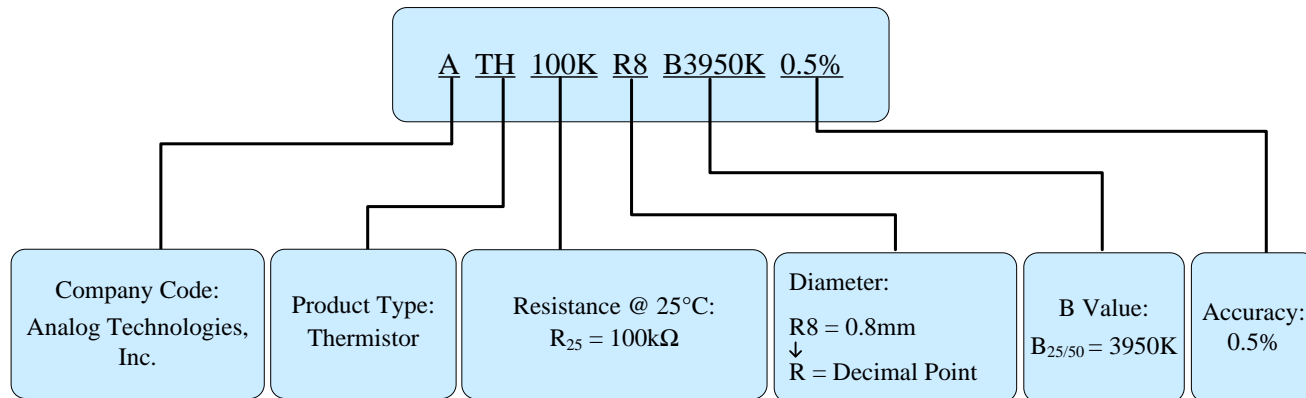 A TH 100K R8 B3950K 0.5%
Company Code:
Analog Technologies,
Inc.
Product Type:
Thermistor
Resistance @ 25°C:
R₂₅ = 100kΩ
Diameter:
R8 = 0.8mm
↓
R = Decimal Point
B Value:
B₂₅/₅₀ = 3950K
Accuracy:
0.5%